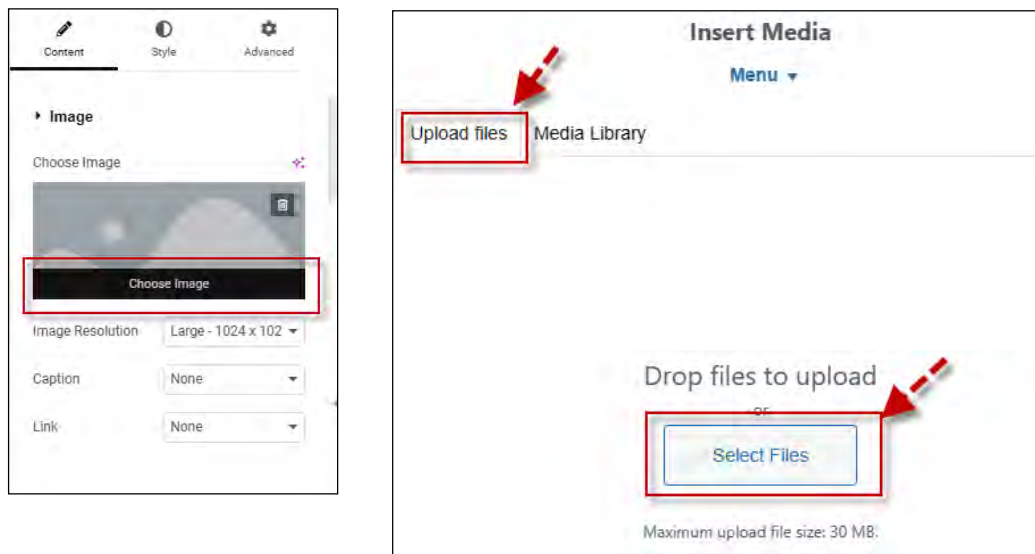 Content Style Advanced
Image
Choose Image
Choose Image
Image Resolution Large - 1024 x 102
Caption None
Link None
Insert Media
Menu
Upload files Media Library
Drop files to upload
or
Select Files
Maximum upload file size: 30 MB.